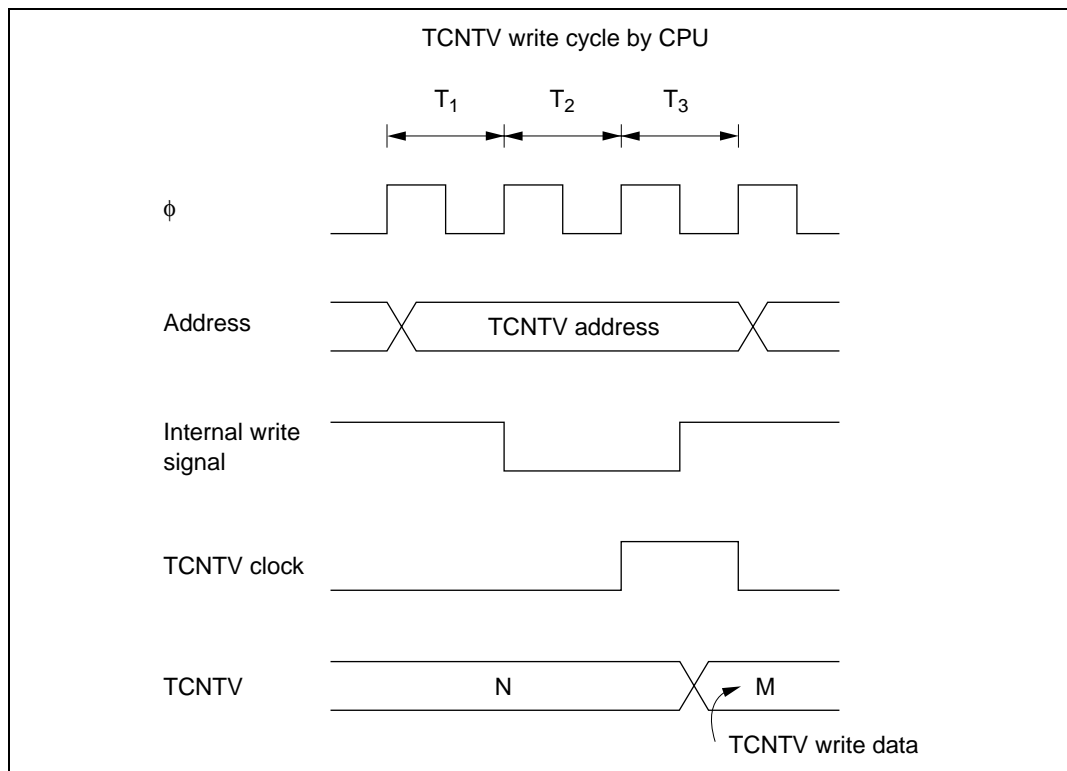 TCNTV write cycle by CPU
T1 T2 T3
ϕ
Address
TCNTV address
Internal write
signal
TCNTV clock
TCNTV
N
M
TCNTV write data